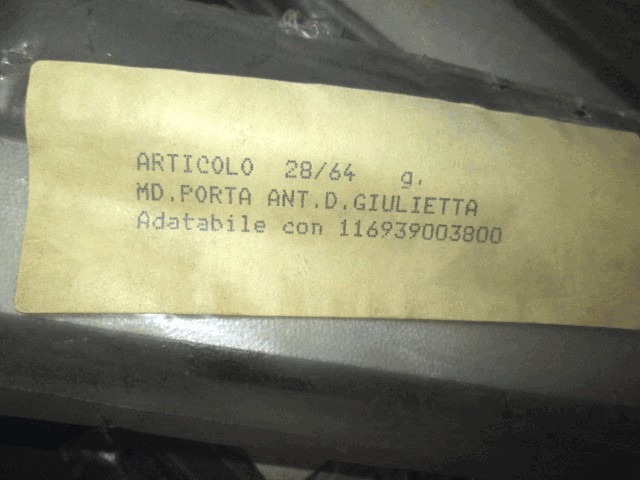 ARTICOLO 28/64 g.
MD.PORTA ANT.D.GIULIETTA
Adatabile con 116939003800